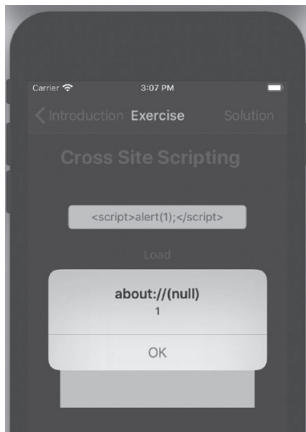 Carrier 3:07 PM
Introduction Exercise Solution
Cross Site Scripting
<script>alert(1);</script>
Load
about://(null)
1
OK